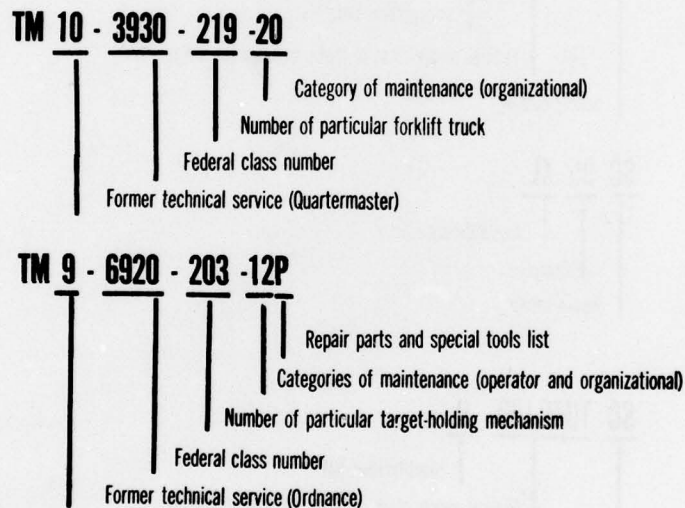 TM 10 - 3930 - 219 -20
Category of maintenance (organizational)
Number of particular forklift truck
Federal class number
Former technical service (Quartermaster)
TM 9 - 6920 - 203 -12P
Repair parts and special tools list
Categories of maintenance (operator and organizational)
Number of particular target-holding mechanism
Federal class number
Former technical service (Ordnance)